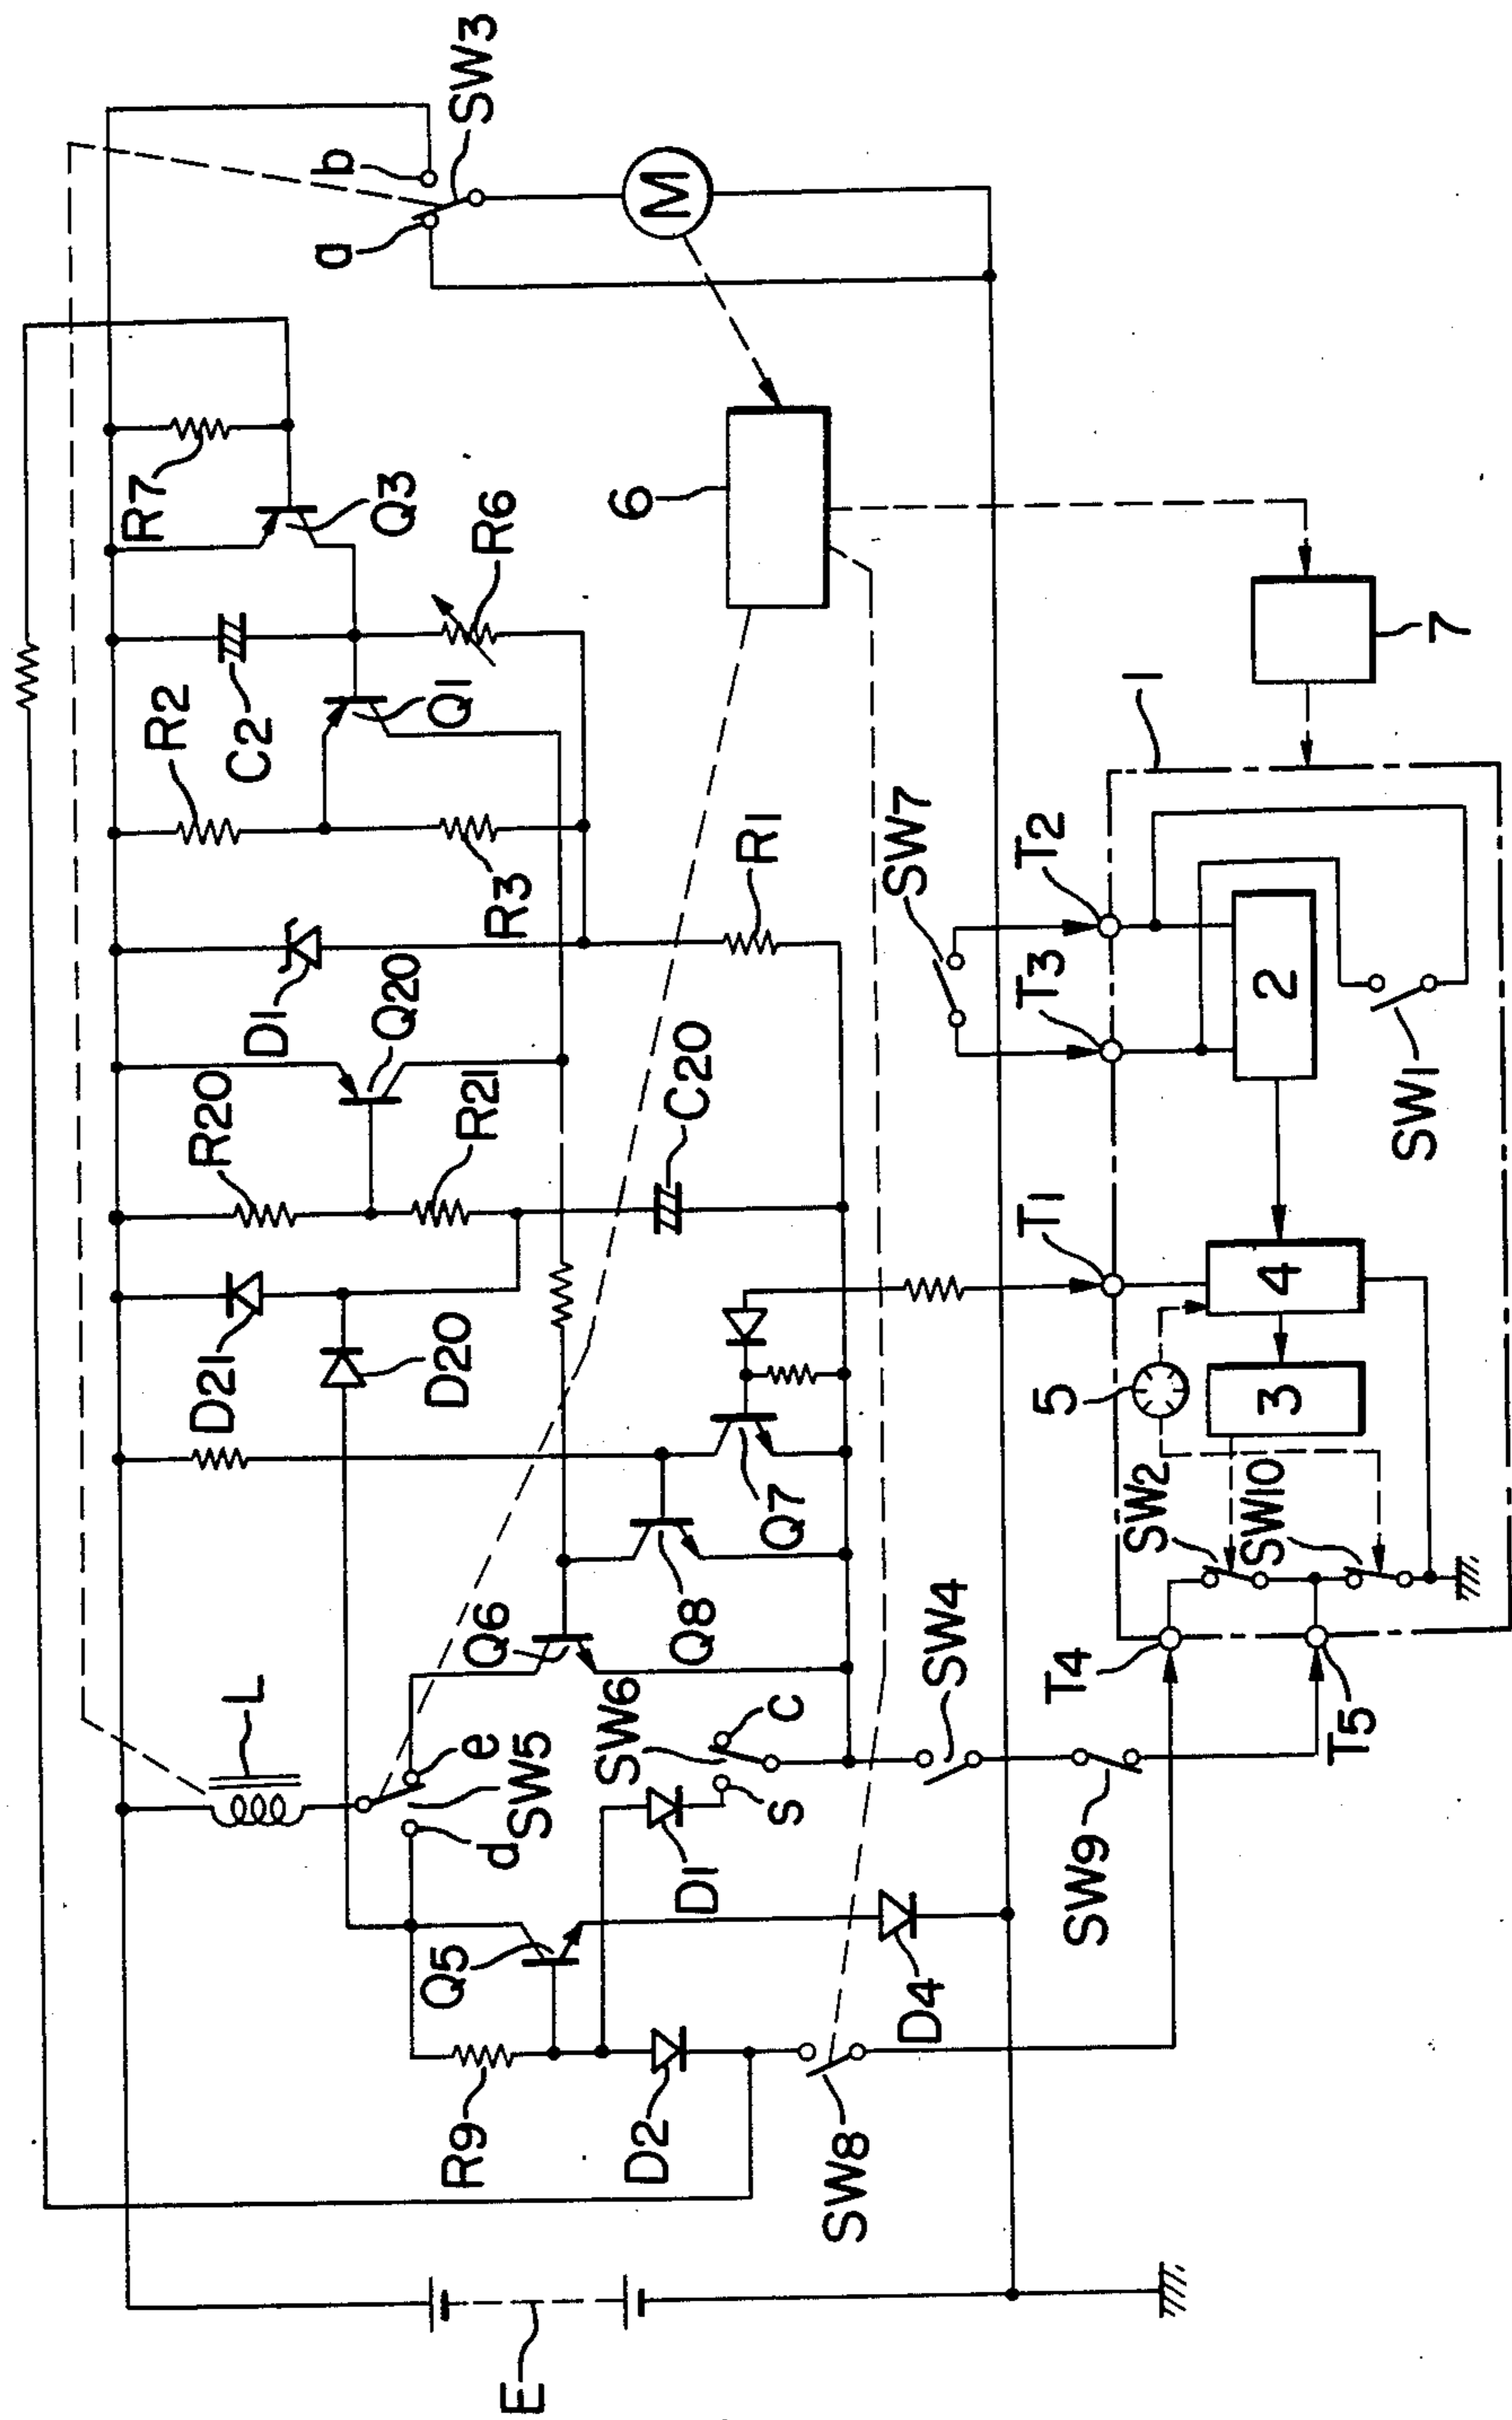 E
R9
D2
SW8
Q5
D4
D1
L
d
e
SW5
SW6
s
c
SW4
SW9
Q6
Q8
Q7
D21
D20
R20
R21
Q20
C20
D1
R1
R2
R3
C2
Q1
R6
R7
Q3
a
b
SW3
M
6
7
SW7
T2
T3
T1
T4
T5
1
2
3
4
5
SW1
SW2
SW10